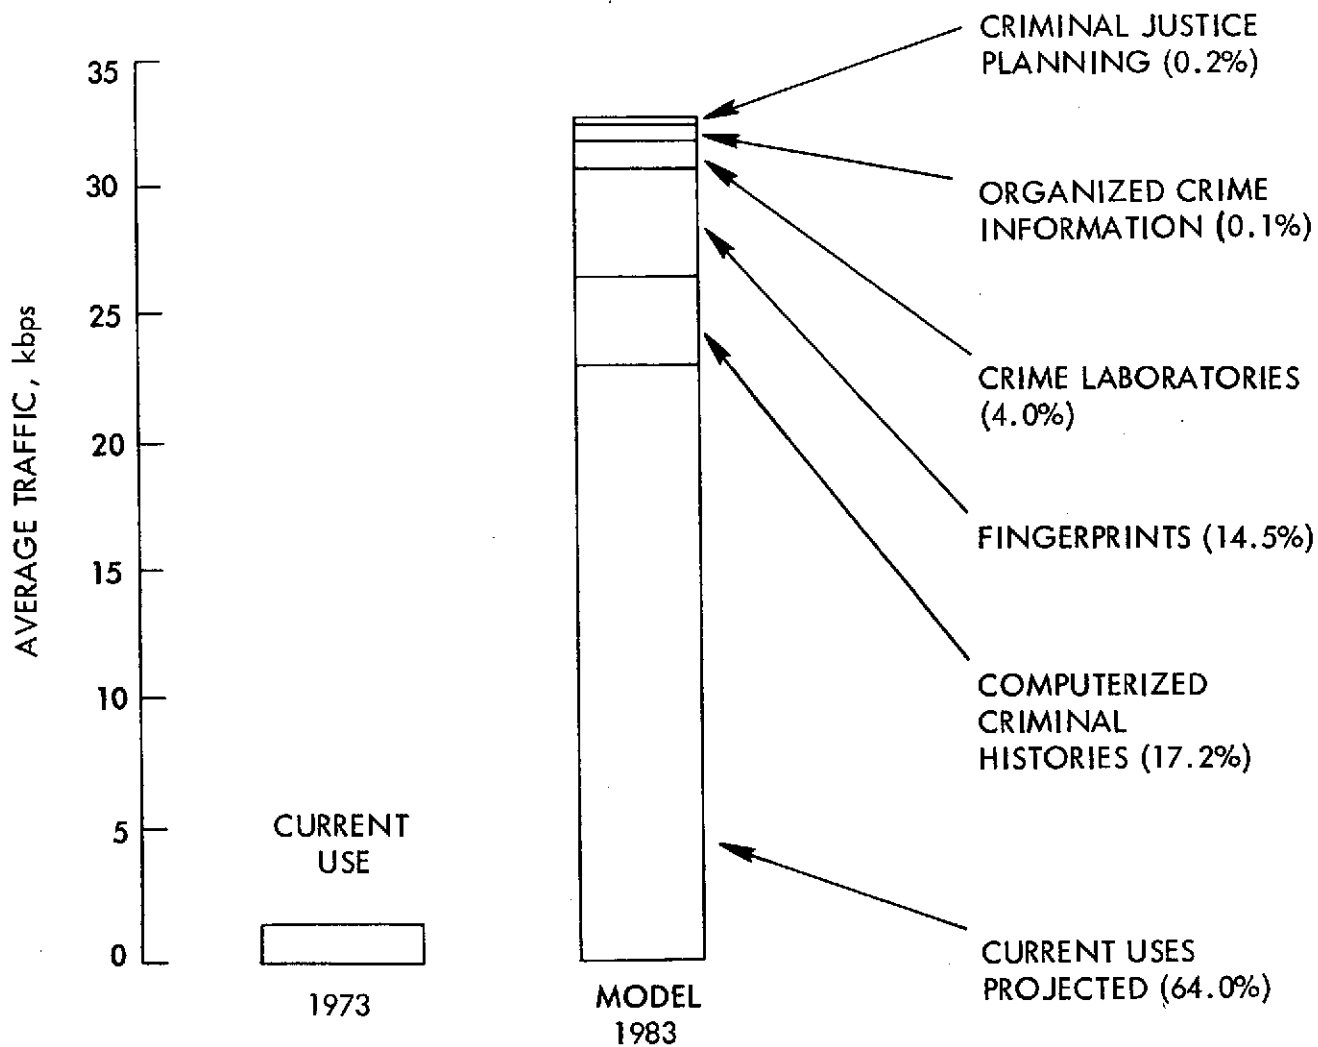 CRIMINAL JUSTICE
PLANNING (0.2%)
ORGANIZED CRIME
INFORMATION (0.1%)
CRIME LABORATORIES
(4.0%)
FINGERPRINTS (14.5%)
COMPUTERIZED
CRIMINAL
HISTORIES (17.2%)
CURRENT USES
PROJECTED (64.0%)
AVERAGE TRAFFIC, kbps
35
30
25
20
15
10
5
0
CURRENT
USE
1973
MODEL
1983